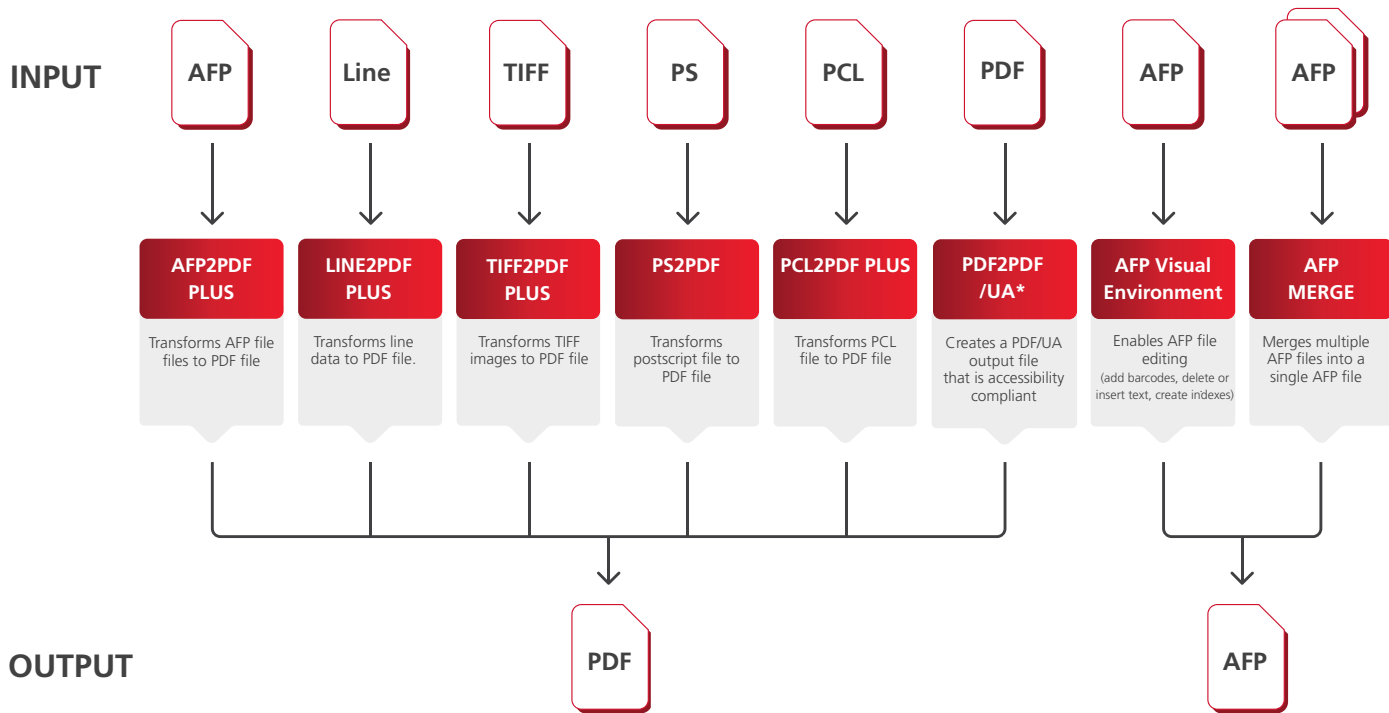 INPUT
AFP
Line
TIFF
PS
PCL
PDF
AFP
AFP
AFP2PDF
PLUS
Transforms AFP file
files to PDF file
LINE2PDF
PLUS
Transforms line
data to PDF file.
TIFF2PDF
PLUS
Transforms TIFF
images to PDF file
PS2PDF
Transforms
postscript file to
PDF file
PCL2PDF PLUS
Transforms PCL
file to PDF file
PDF2PDF
/UA*
Creates a PDF/UA
output file
that is accessibility
compliant
AFP Visual
Environment
Enables AFP file
editing
(add barcodes, delete or
insert text, create indexes)
AFP
MERGE
Merges multiple
AFP files into a
single AFP file
OUTPUT
PDF
AFP